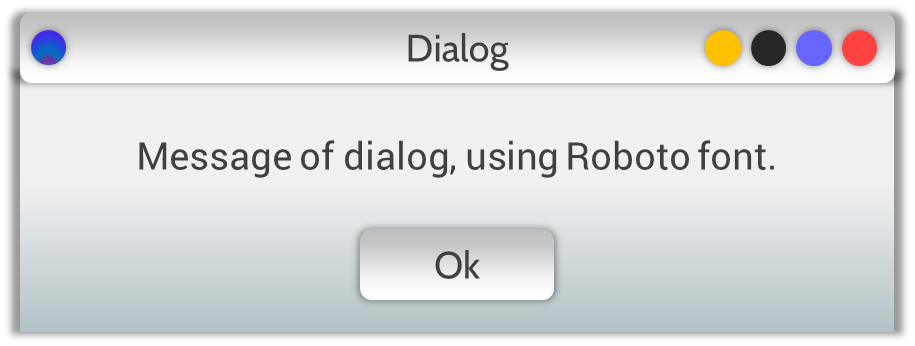 Dialog
Message of dialog, using Roboto font.
Ok